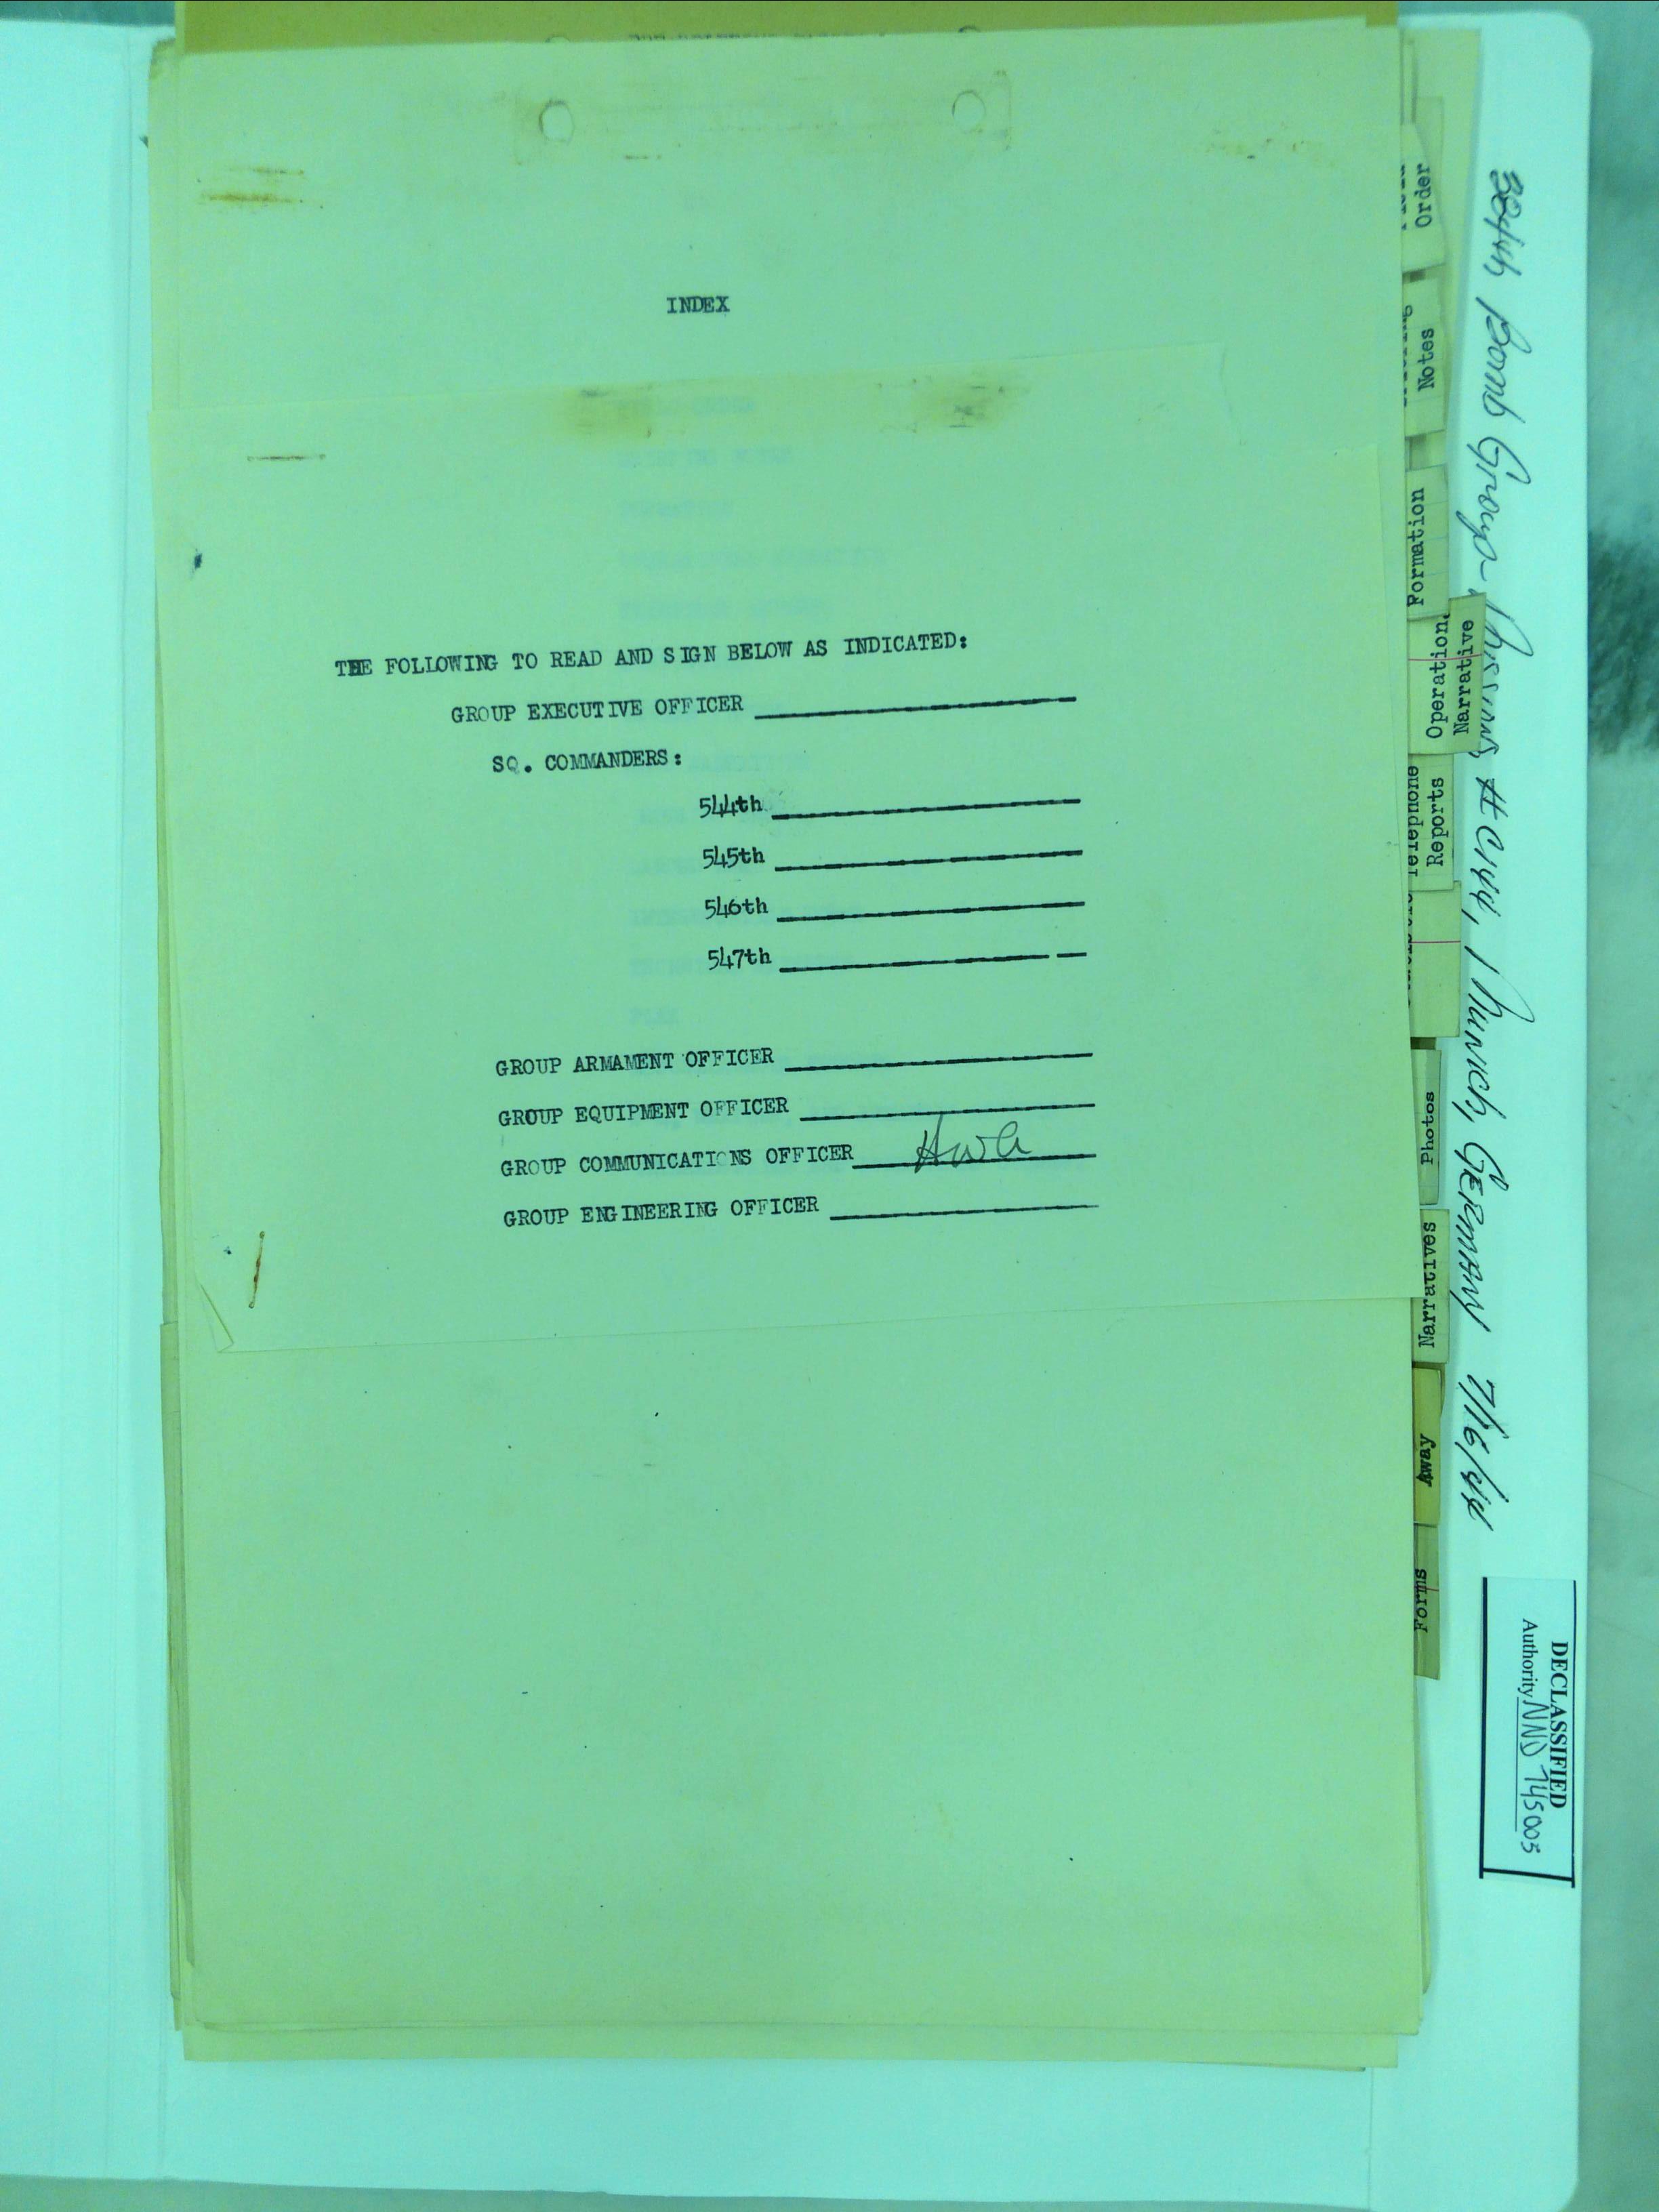 INDEX
THE FOLLOWING TO READ AND SIGN BELOW AS INDICATED:
GROUP EXECUTIVE OFFICER
SQ. COMMANDERS:
544th
545th
546th
547th
GROUP ARMAMENT OFFICER
GROUP EQUIPMENT OFFICER
GROUP COMMUNICATIONS OFFICER
GROUP ENGINEERING OFFICER
Order
Notes
Formation
Operation
Narrative
Telephone
Reports
Photos
Narratives
Away
Forms
384th Bomb Group, Missions, #C144, Munich, Germany 7/16/44
DECLASSIFIED
Authority NND 745005